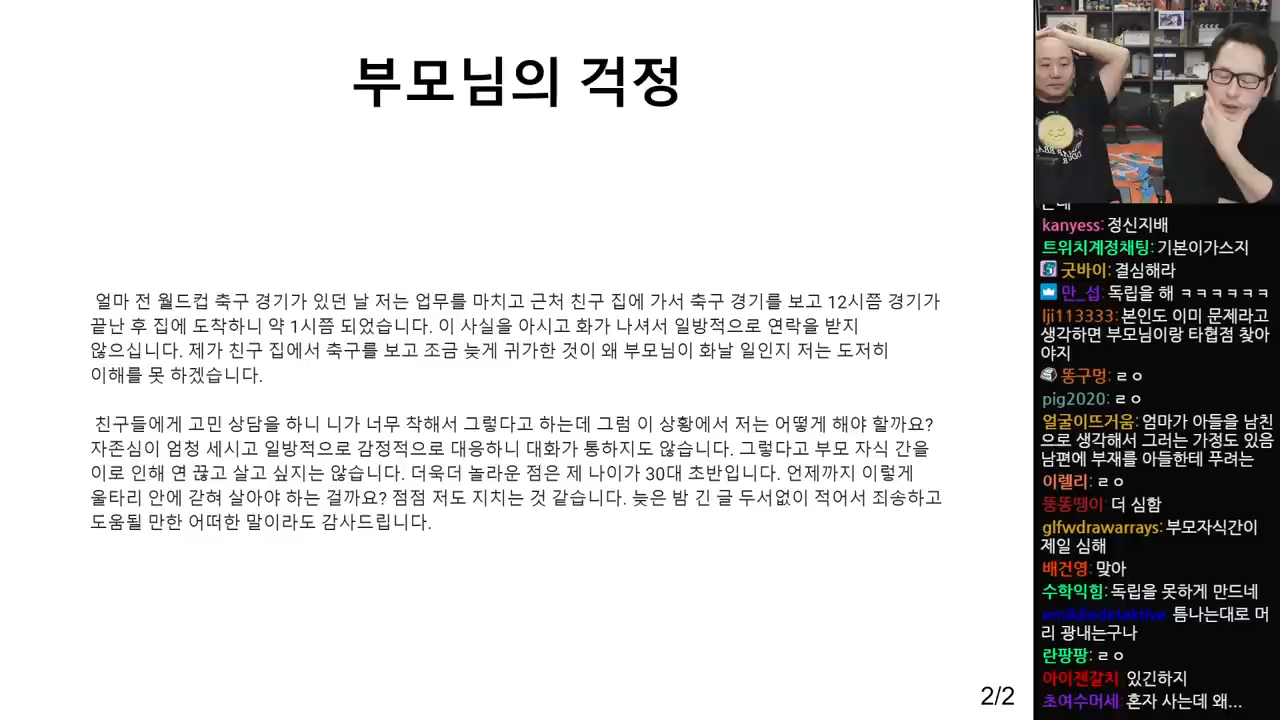 부모님의 걱정
얼마 전 월드컵 축구 경기가 있던 날 저는 업무를 마치고 근처 친구 집에 가서 축구 경기를 보고 12시쯤 경기가
끝난 후 집에 도착하니 약 1시쯤 되었습니다. 이 사실을 아시고 화가 나셔서 일방적으로 연락을 받지
않으십니다. 제가 친구 집에서 축구를 보고 조금 늦게 귀가한 것이 왜 부모님이 화날 일인지 저는 도저히
이해를 못 하겠습니다.
친구들에게 고민 상담을 하니 니가 너무 착해서 그렇다고 하는데 그럼 이 상황에서 저는 어떻게 해야 할까요?
자존심이 엄청 세시고 일방적으로 감정적으로 대응하니 대화가 통하지도 않습니다. 그렇다고 부모 자식 간을
이로 인해 연 끊고 살고 싶지는 않습니다. 더욱더 놀라운 점은 제 나이가 30대 초반입니다. 언제까지 이렇게
울타리 안에 갇혀 살아야 하는 걸까요? 점점 저도 지치는 것 같습니다. 늦은 밤 긴 글 두서없이 적어서 죄송하고
도움될 만한 어떠한 말이라도 감사드립니다.
2/2
kanyess: 정신지배
트위치계정채팅: 기본이가스지
굿바이: 결심해라
만_섭: 독립을 해 ㅋㅋㅋㅋㅋㅋ
lji113333: 본인도 이미 문제라고
생각하면 부모님이랑 타협점 찾아
야지
똥구멍: ㄹㅇ
pig2020: ㄹㅇ
얼굴이뜨거움: 엄마가 아들을 남친
으로 생각해서 그러는 가정도 있음
남편에 부재를 아들한테 푸려는
이렐리: ㄹㅇ
뚱똥땡이: 더 심함
glfwdrawarrays: 부모자식간이
제일 심해
배건영: 맞아
수학익힘: 독립을 못하게 만드네
emildiedetektive: 틈나는대로 머
리 광내는구나
란팡팡: ㄹㅇ
아이젠갈치: 있긴하지
초여수머세: 혼자 사는데 왜...